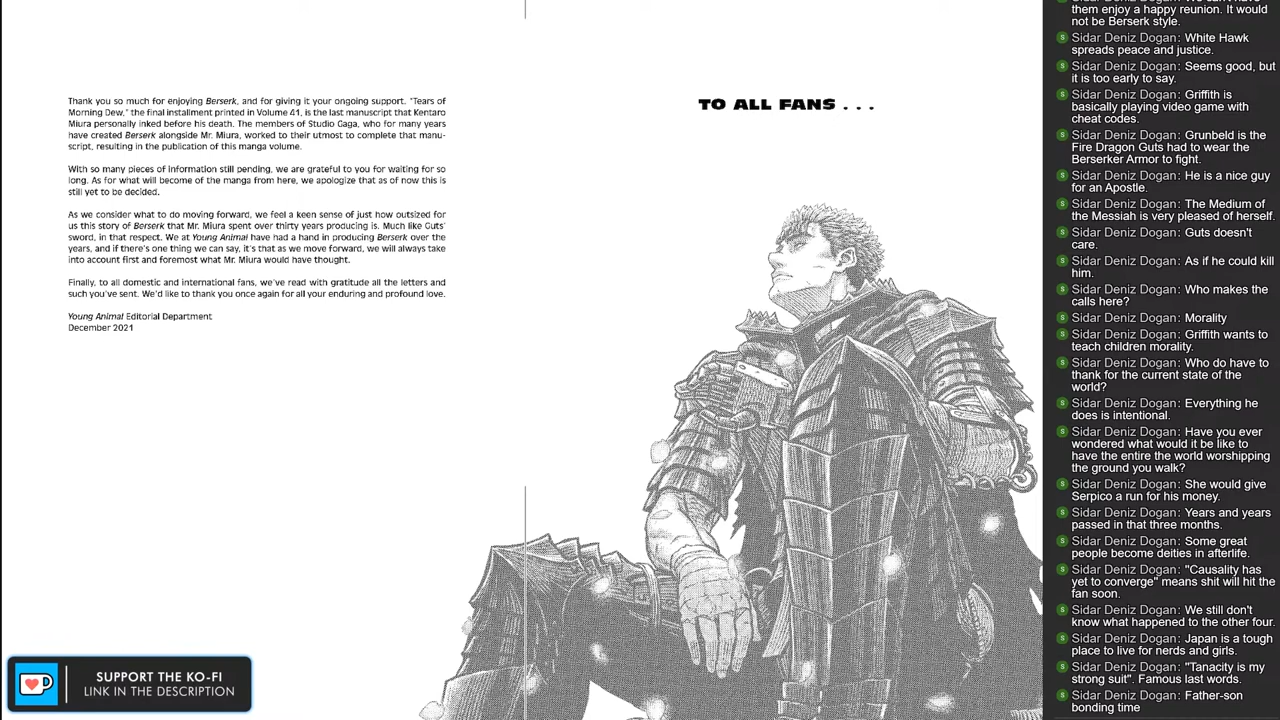 Thank you so much for enjoying Berserk, and for giving it your ongoing support. "Tears of
Morning Dew," the final installment printed in Volume 41, is the last manuscript that Kentaro
Miura personally inked before his death. The members of Studio Gaga, who for many years
have created Berserk alongside Mr. Miura, worked to their utmost to complete that manu-
script, resulting in the publication of this manga volume.
With so many pieces of information still pending, we are grateful to you for waiting for so
long. As for what will become of the manga from here, we apologize that as of now this is
still yet to be decided.
As we consider what to do moving forward, we feel a keen sense of just how outsized for
us this story of Berserk that Mr. Miura spent over thirty years producing is. Much like Guts'
sword, in that respect. We at Young Animal have had a hand in producing Berserk over the
years, and if there's one thing we can say, it's that as we move forward, we will always take
into account first and foremost what Mr. Miura would have thought.
Finally, to all domestic and international fans, we've read with gratitude all the letters and
such you've sent. We'd like to thank you once again for all your enduring and profound love.
Young Animal Editorial Department
December 2021
TO ALL FANS . . .
SUPPORT THE KO-FI
LINK IN THE DESCRIPTION
them enjoy a happy reunion. It would
not be Berserk style.
Sidar Deniz Dogan: White Hawk
spreads peace and justice.
Sidar Deniz Dogan: Seems good, but
it is too early to say.
Sidar Deniz Dogan: Griffith is
basically playing video game with
cheat codes.
Sidar Deniz Dogan: Grunbeld is the
Fire Dragon Guts had to wear the
Berserker Armor to fight.
Sidar Deniz Dogan: He is a nice guy
for an Apostle.
Sidar Deniz Dogan: The Medium of
the Messiah is very pleased of herself.
Sidar Deniz Dogan: Guts doesn't
care.
Sidar Deniz Dogan: As if he could kill
him.
Sidar Deniz Dogan: Who makes the
calls here?
Sidar Deniz Dogan: Morality
Sidar Deniz Dogan: Griffith wants to
teach children morality.
Sidar Deniz Dogan: Who do have to
thank for the current state of the
world?
Sidar Deniz Dogan: Everything he
does is intentional.
Sidar Deniz Dogan: Have you ever
wondered what would it be like to
have the entire the world worshipping
the ground you walk?
Sidar Deniz Dogan: She would give
Serpico a run for his money.
Sidar Deniz Dogan: Years and years
passed in that three months.
Sidar Deniz Dogan: Some great
people become deities in afterlife.
Sidar Deniz Dogan: "Causality has
yet to converge" means shit will hit the
fan soon.
Sidar Deniz Dogan: We still don't
know what happened to the other four.
Sidar Deniz Dogan: Japan is a tough
place to live for nerds and girls.
Sidar Deniz Dogan: "Tanacity is my
strong suit". Famous last words.
Sidar Deniz Dogan: Father-son
bonding time